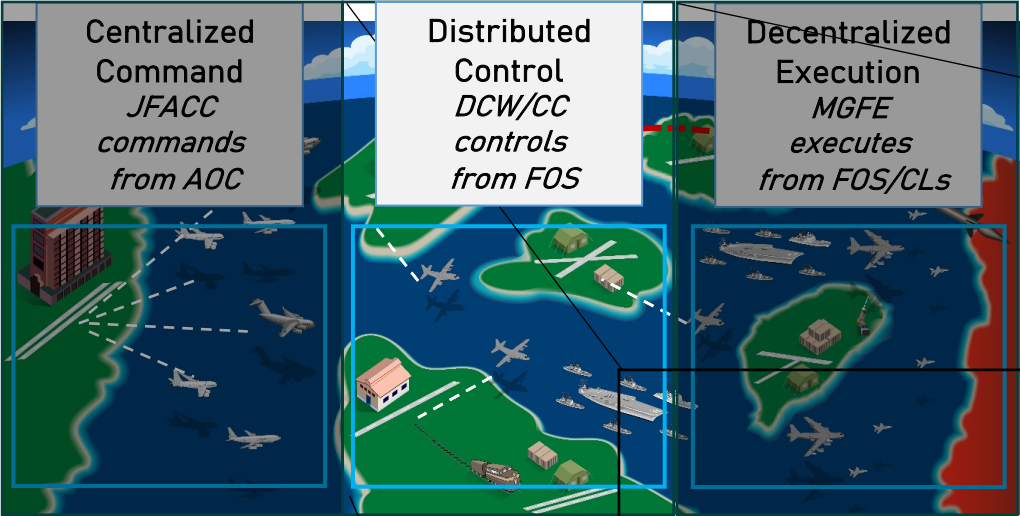 Centralized
Command
JFACC
commands
from AOC
Distributed
Control
DCW/CC
controls
from FOS
Decentralized
Execution
MGFE
executes
from FOS/CLs